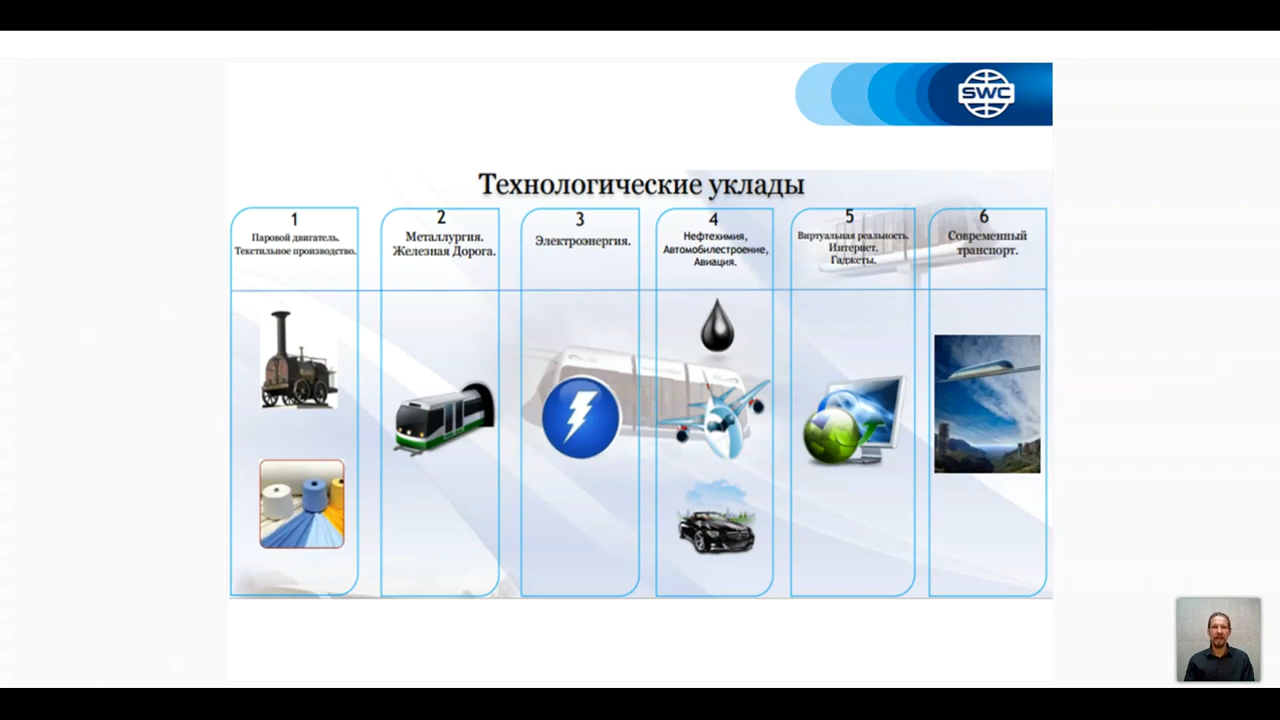 SWC
Технологические уклады
1
Паровой двигатель.
Текстильное производство.
2
Металлургия.
Железная Дорога.
3
Электроэнергия.
4
Нефтехимия,
Автомобилестроение,
Авиация.
5
Виртуальная реальность.
Интернет.
Гаджеты.
6
Современный
транспорт.